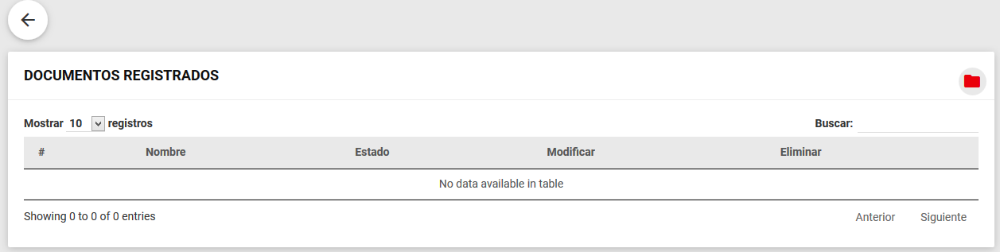 DOCUMENTOS REGISTRADOS
Mostrar 10 registros Buscar:
# Nombre Estado Modificar Eliminar
No data available in table
Showing 0 to 0 of 0 entries Anterior Siguiente